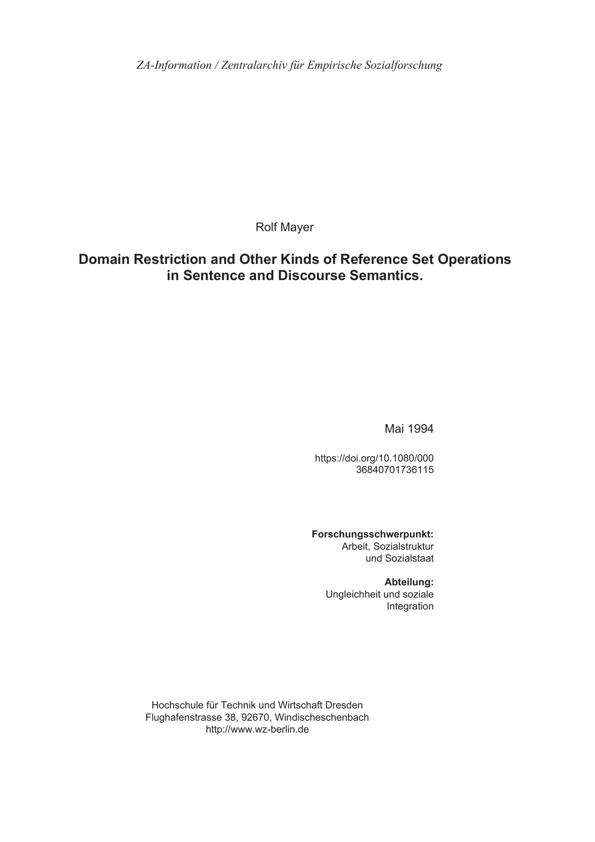 ZA-Information / Zentralarchiv für Empirische Sozialforschung
Rolf Mayer
Domain Restriction and Other Kinds of Reference Set Operations
in Sentence and Discourse Semantics.
Mai 1994
https://doi.org/10.1080/000
36840701736115
Forschungsschwerpunkt:
Arbeit, Sozialstruktur
und Sozialstaat
Abteilung:
Ungleichheit und soziale
Integration
Hochschule für Technik und Wirtschaft Dresden
Flughafenstrasse 38, 92670, Windischeschenbach
http://www.wz-berlin.de